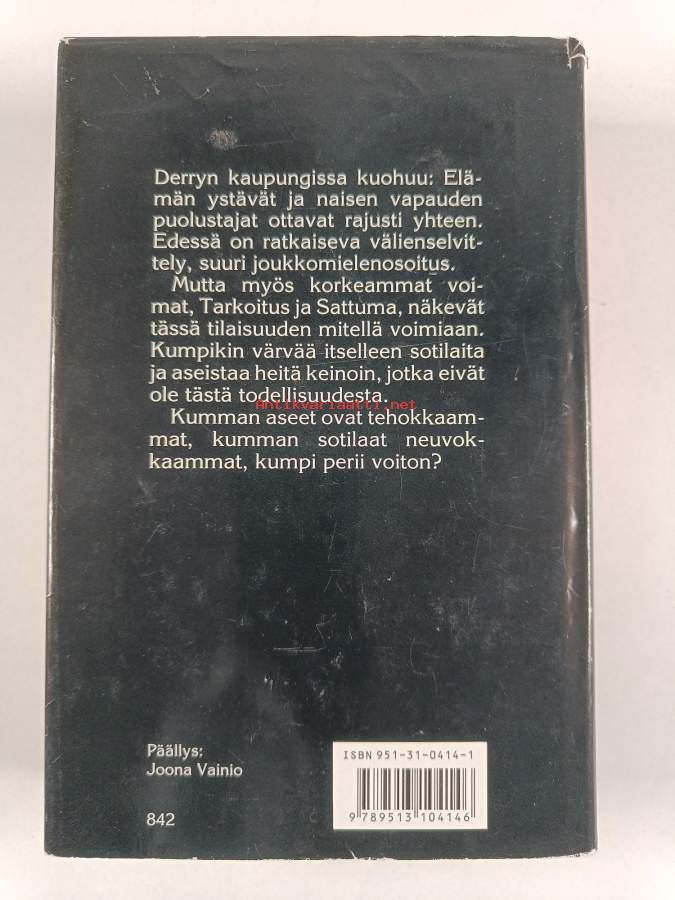 Derryn kaupungissa kuohuu: Elä-
män ystävät ja naisen vapauden
puolustajat ottavat rajusti yhteen.
Edessä on ratkaiseva välienselvit-
tely, suuri joukkomielenosoitus.
Mutta myös korkeammat voi-
mat, Tarkoitus ja Sattuma, näkevät
tässä tilaisuuden mitellä voimiaan.
Kumpikin värvää itselleen sotilaita
ja aseistaa heitä keinoin, jotka eivät
ole tästä todellisuudesta.
Antikvariaatti.net
Kumman aseet ovat tehokkaam-
mat, kumman sotilaat neuvok-
kaammat, kumpi perii voiton?
Päällys:
Joona Vainio
842
ISBN 951-31-0414-1
9 789513 104146